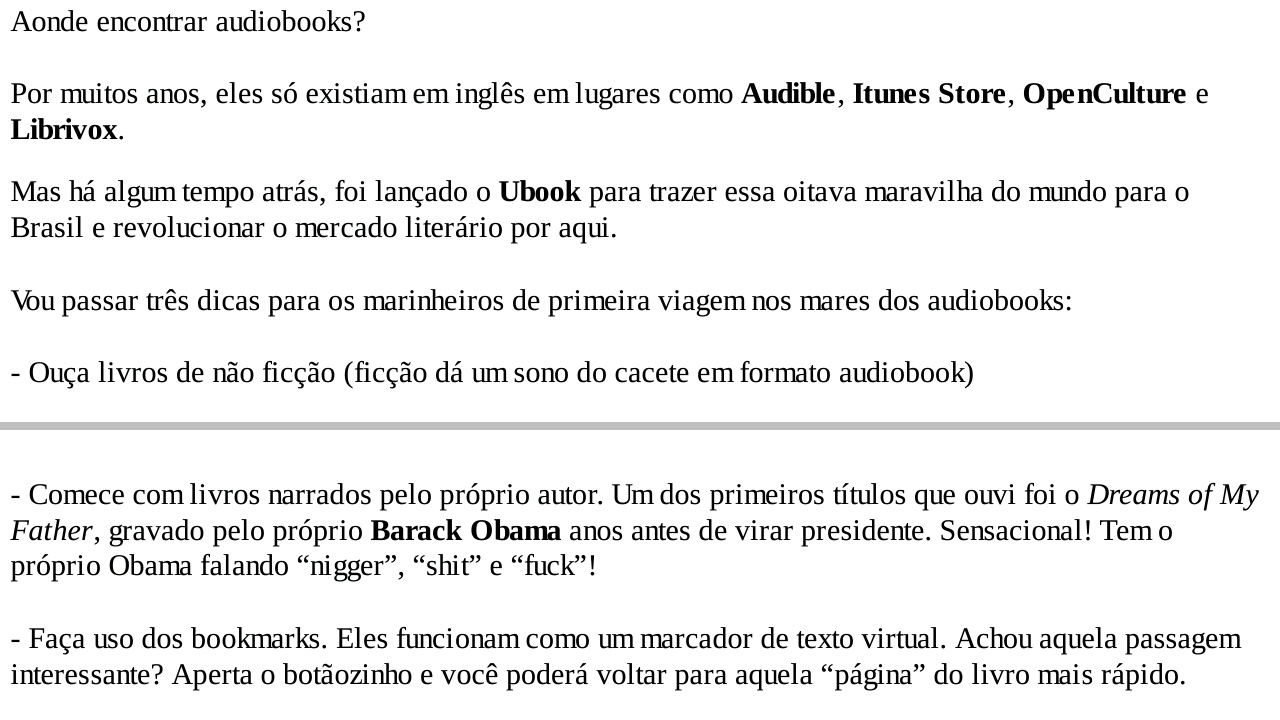 Aonde encontrar audiobooks?
Por muitos anos, eles só existiam em inglês em lugares como Audible, Itunes Store, OpenCulture e
Librivox.
Mas há algum tempo atrás, foi lançado o Ubook para trazer essa oitava maravilha do mundo para o
Brasil e revolucionar o mercado literário por aqui.
Vou passar três dicas para os marinheiros de primeira viagem nos mares dos audiobooks:
- Ouça livros de não ficção (ficção dá um sono do cacete em formato audiobook)
- Comece com livros narrados pelo próprio autor. Um dos primeiros títulos que ouvi foi o Dreams of My
Father, gravado pelo próprio Barack Obama anos antes de virar presidente. Sensacional! Tem o
próprio Obama falando “nigger”, “shit” e “fuck”!
- Faça uso dos bookmarks. Eles funcionam como um marcador de texto virtual. Achou aquela passagem
interessante? Aperta o botãozinho e você poderá voltar para aquela “página” do livro mais rápido.